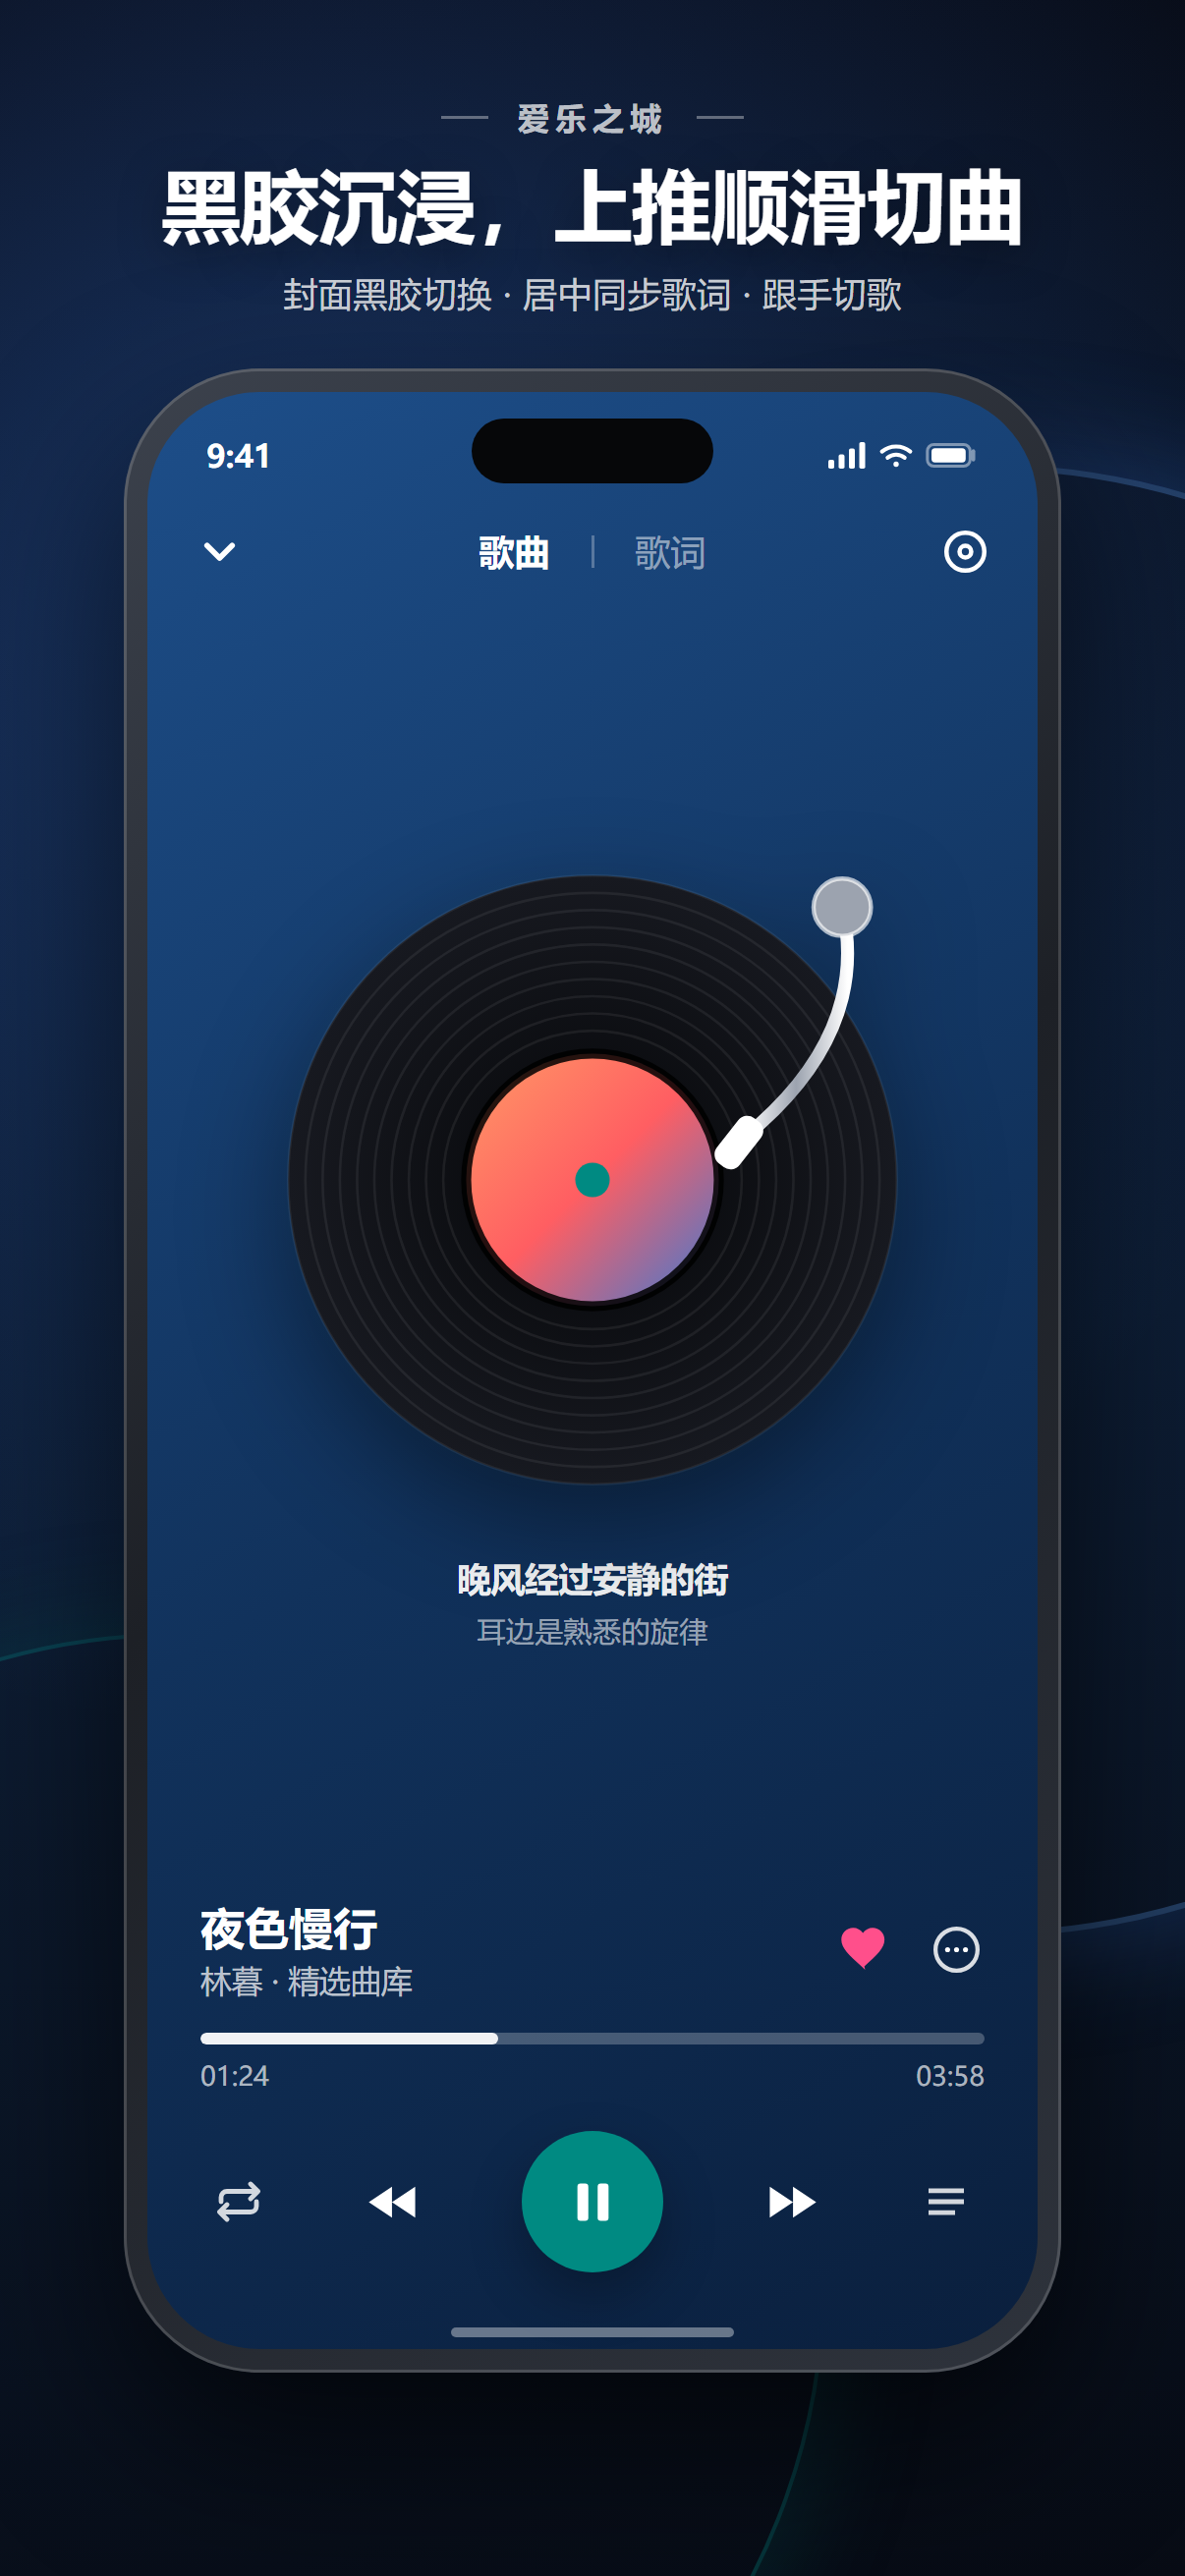 爱乐之城
黑胶沉浸，上推顺滑切曲
封面黑胶切换 · 居中同步歌词 · 跟手切歌
9:41
歌曲 | 歌词
晚风经过安静的街
耳边是熟悉的旋律
夜色慢行
林暮 · 精选曲库
01:24 03:58